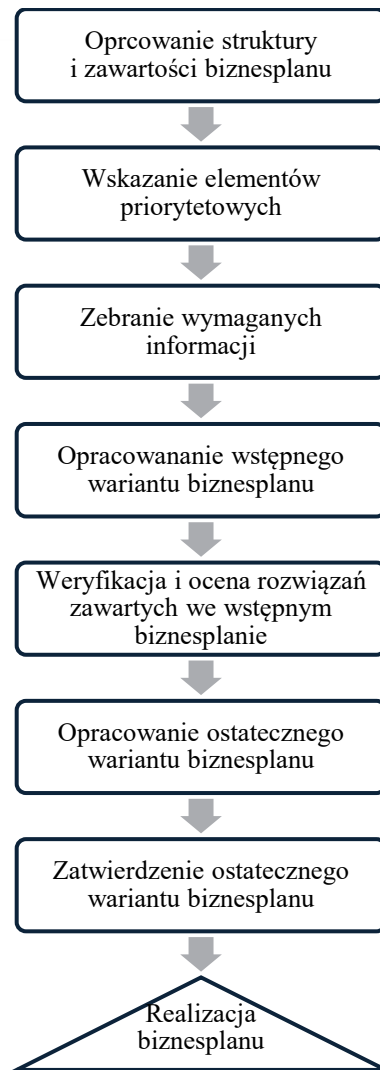 Oprcowanie struktury
i zawartości biznesplanu
Wskazanie elementów
priorytetowych
Zebranie wymaganych
informacji
Opracowananie wstępnego
wariantu biznesplanu
Weryfikacja i ocena rozwiązań
zawartych we wstępnym
biznesplanie
Opracowanie ostatecznego
wariantu biznesplanu
Zatwierdzenie ostatecznego
wariantu biznesplanu
Realizacja
biznesplanu